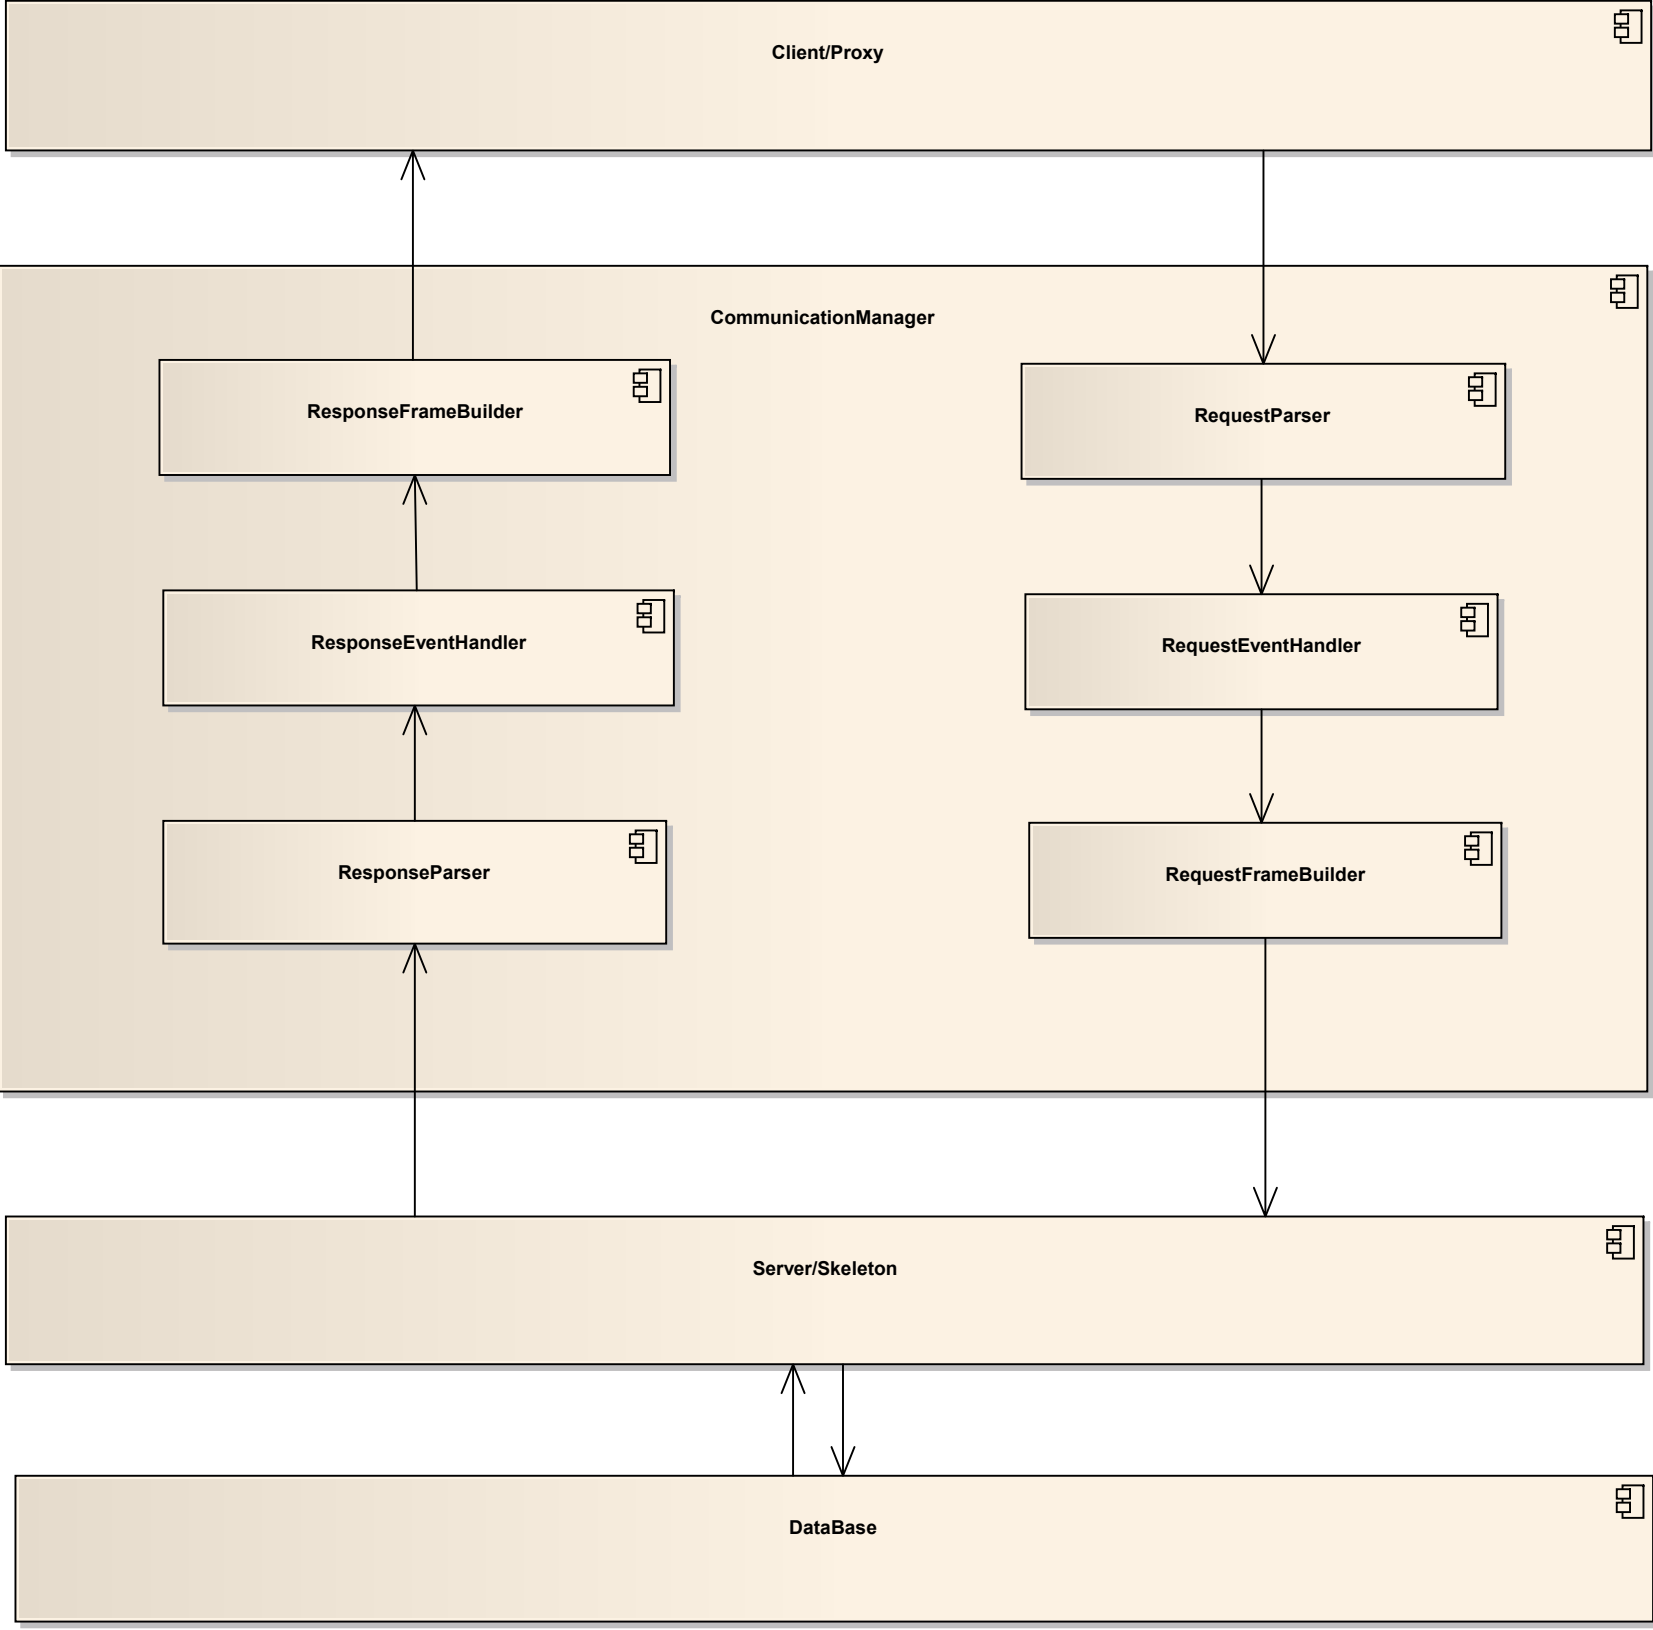 Client/Proxy
CommunicationManager
ResponseFrameBuilder
RequestParser
ResponseEventHandler
RequestEventHandler
ResponseParser
RequestFrameBuilder
Server/Skeleton
DataBase